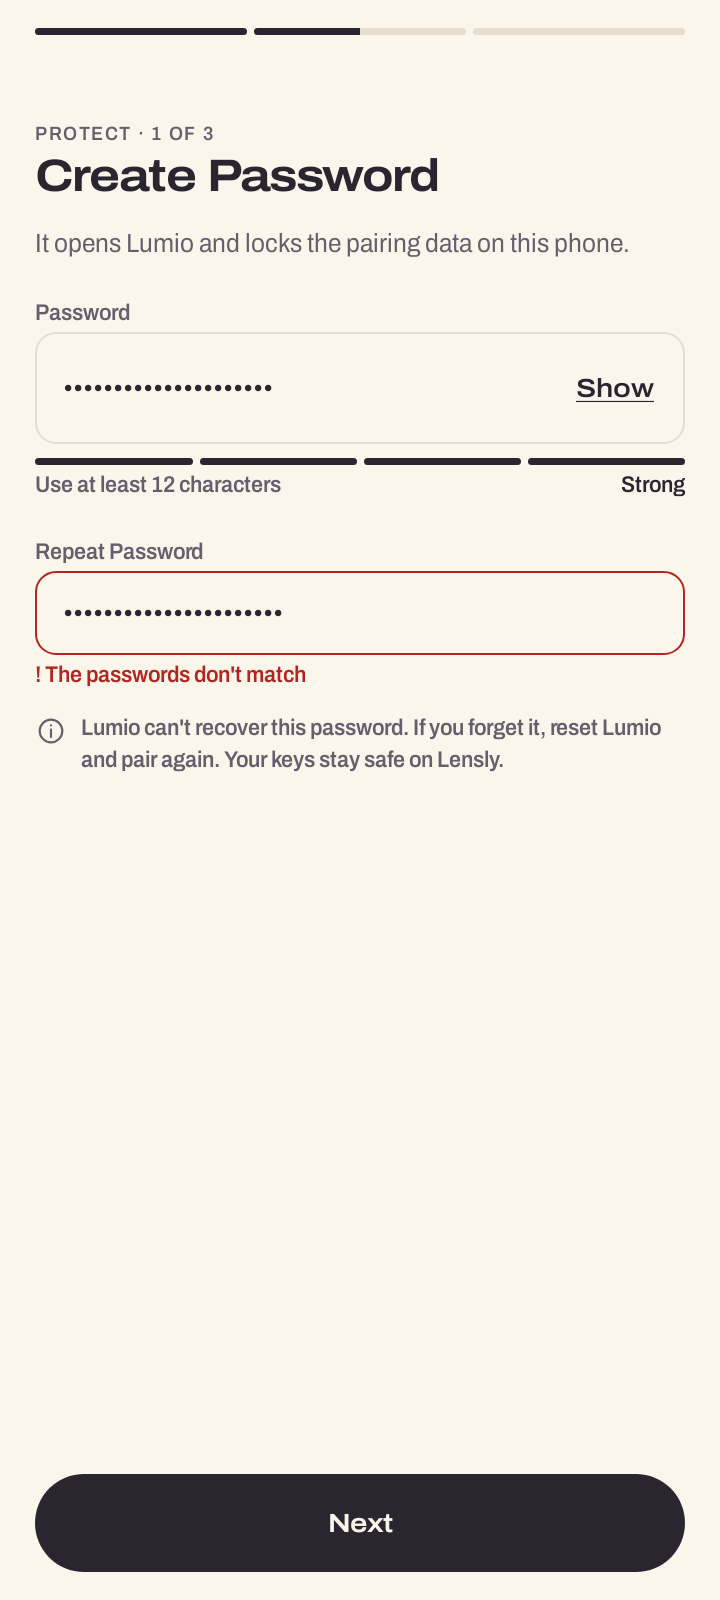 PROTECT · 1 OF 3
Create Password
It opens Lumio and locks the pairing data on this phone.
Password
••••••••••••••••••••• Show
Use at least 12 characters Strong
Repeat Password
••••••••••••••••••••••
! The passwords don't match
Lumio can't recover this password. If you forget it, reset Lumio
and pair again. Your keys stay safe on Lensly.
Next